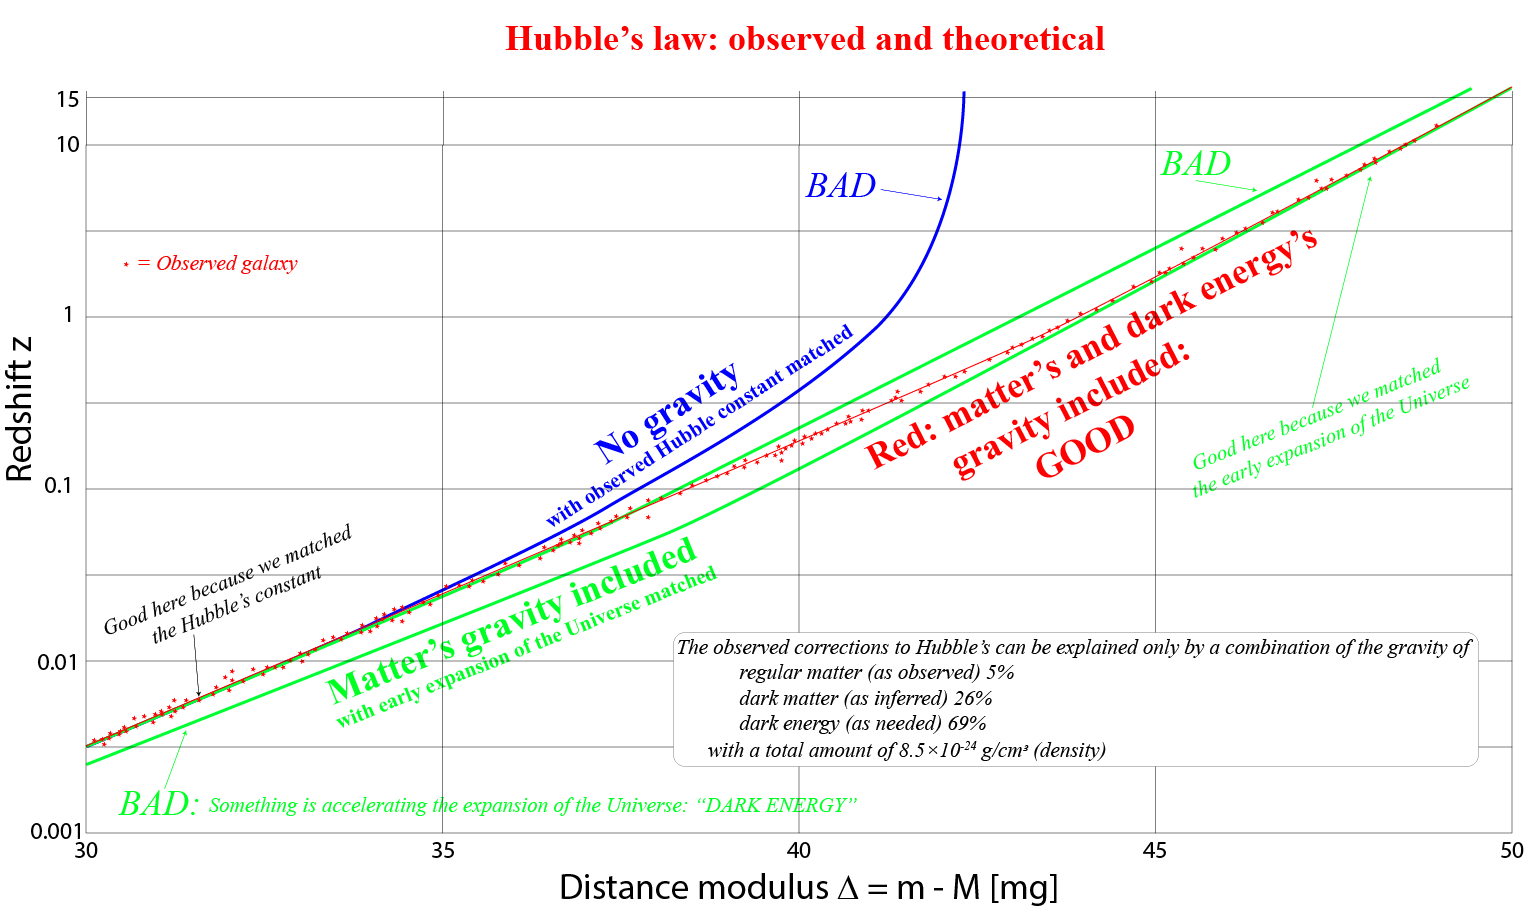 Hubble’s law: observed and theoretical
15
10
BAD
BAD
* = Observed galaxy
1
Redshift z
No gravity
with observed Hubble constant matched
Red: matter’s and dark energy’s
gravity included:
GOOD
Good here because we matched
the early expansion of the Universe
0.1
Good here because we matched
the Hubble’s constant
Matter’s gravity included
with early expansion of the Universe matched
0.01
The observed corrections to Hubble’s can be explained only by a combination of the gravity of
regular matter (as observed) 5%
dark matter (as inferred) 26%
dark energy (as needed) 69%
with a total amount of 8.5×10⁻²⁴ g/cm³ (density)
BAD: Something is accelerating the expansion of the Universe: “DARK ENERGY”
0.001
30 35 40 45 50
Distance modulus Δ = m - M [mg]